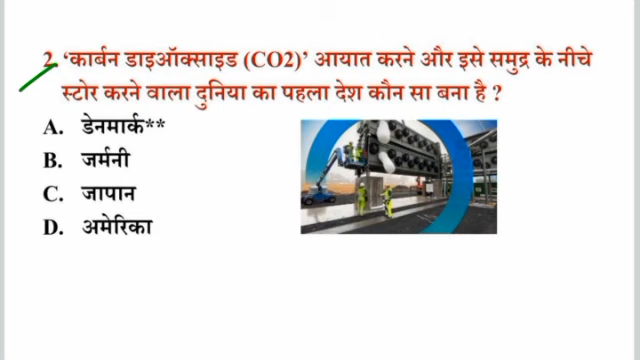 2. ‘कार्बन डाइऑक्साइड (CO2)’ आयात करने और इसे समुद्र के नीचे
स्टोर करने वाला दुनिया का पहला देश कौन सा बना है ?
A. डेनमार्क**
B. जर्मनी
C. जापान
D. अमेरिका